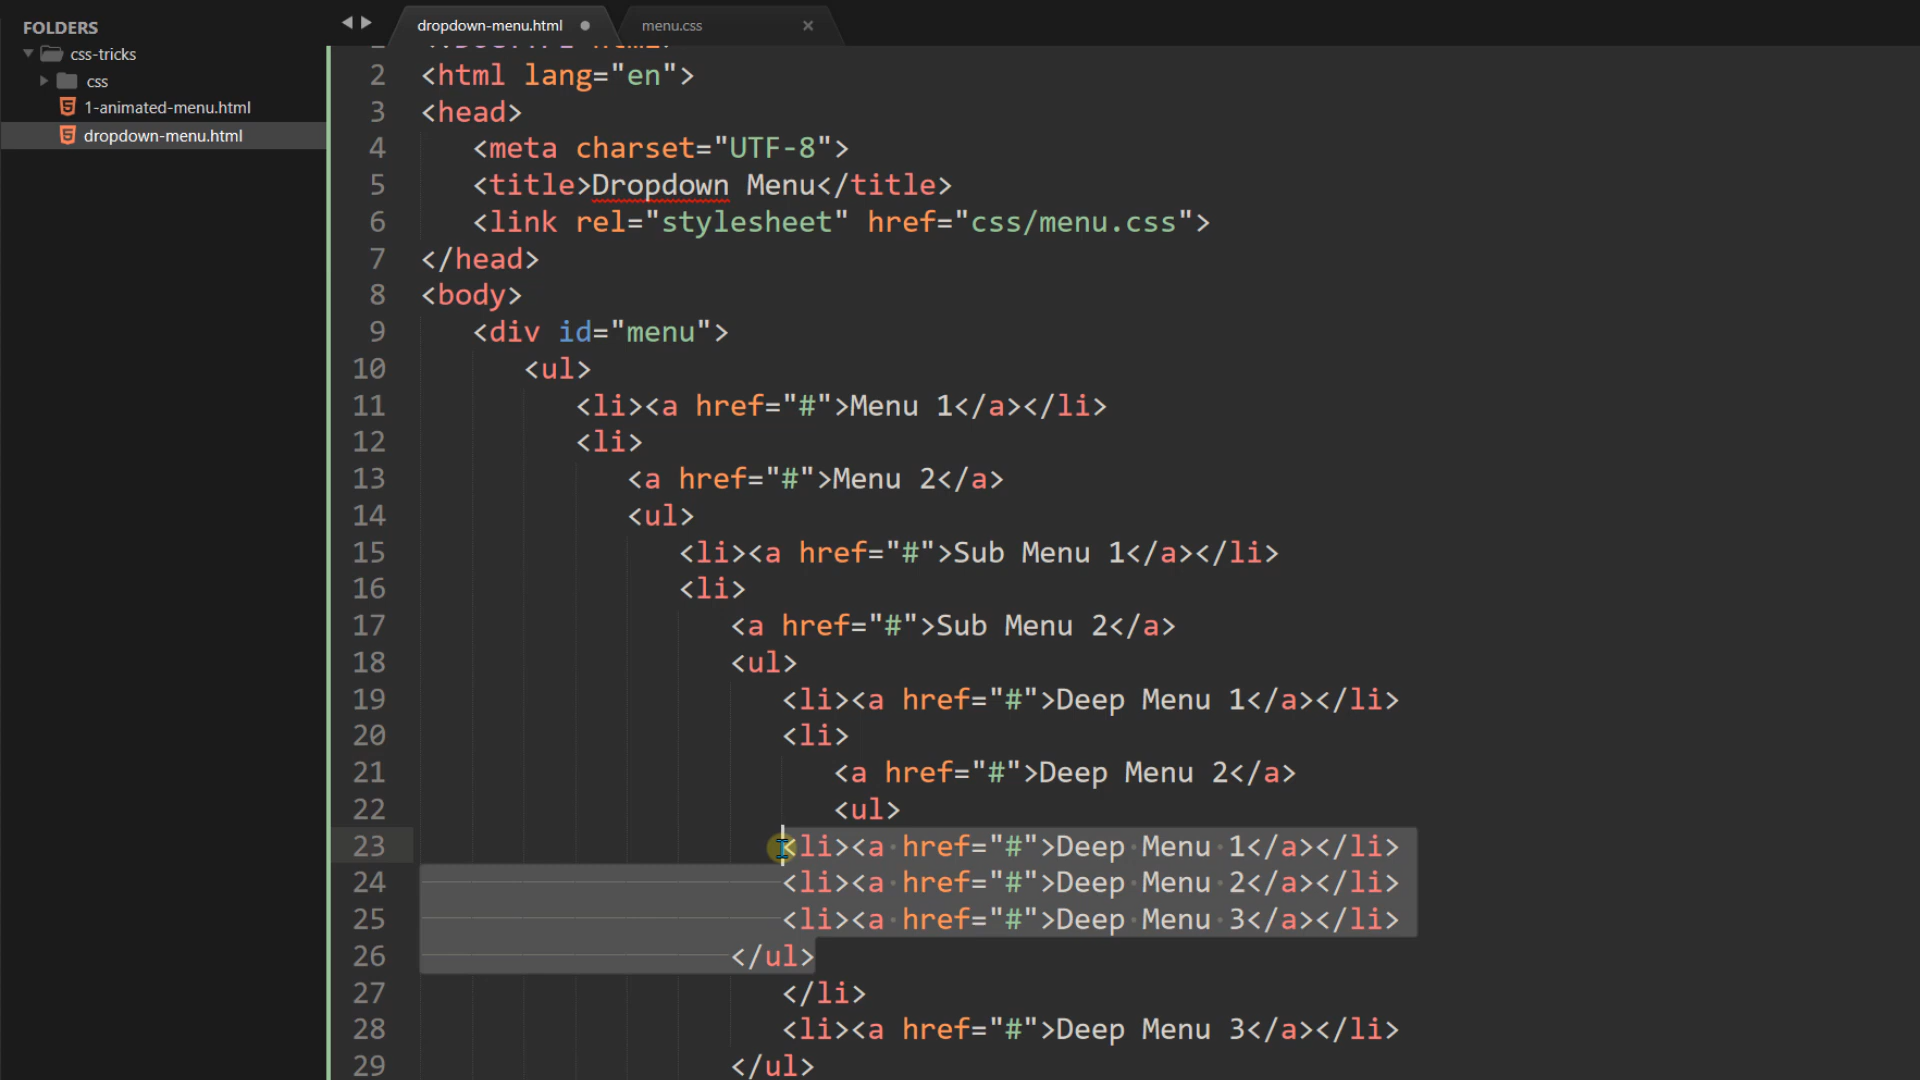 FOLDERS
css-tricks
css
1-animated-menu.html
dropdown-menu.html
dropdown-menu.html
menu.css
2 <html lang="en">
3 <head>
4 <meta charset="UTF-8">
5 <title>Dropdown Menu</title>
6 <link rel="stylesheet" href="css/menu.css">
7 </head>
8 <body>
9 <div id="menu">
10 <ul>
11 <li><a href="#">Menu 1</a></li>
12 <li>
13 <a href="#">Menu 2</a>
14 <ul>
15 <li><a href="#">Sub Menu 1</a></li>
16 <li>
17 <a href="#">Sub Menu 2</a>
18 <ul>
19 <li><a href="#">Deep Menu 1</a></li>
20 <li>
21 <a href="#">Deep Menu 2</a>
22 <ul>
23 <li><a href="#">Deep Menu 1</a></li>
24 <li><a href="#">Deep Menu 2</a></li>
25 <li><a href="#">Deep Menu 3</a></li>
26 </ul>
27 </li>
28 <li><a href="#">Deep Menu 3</a></li>
29 </ul>